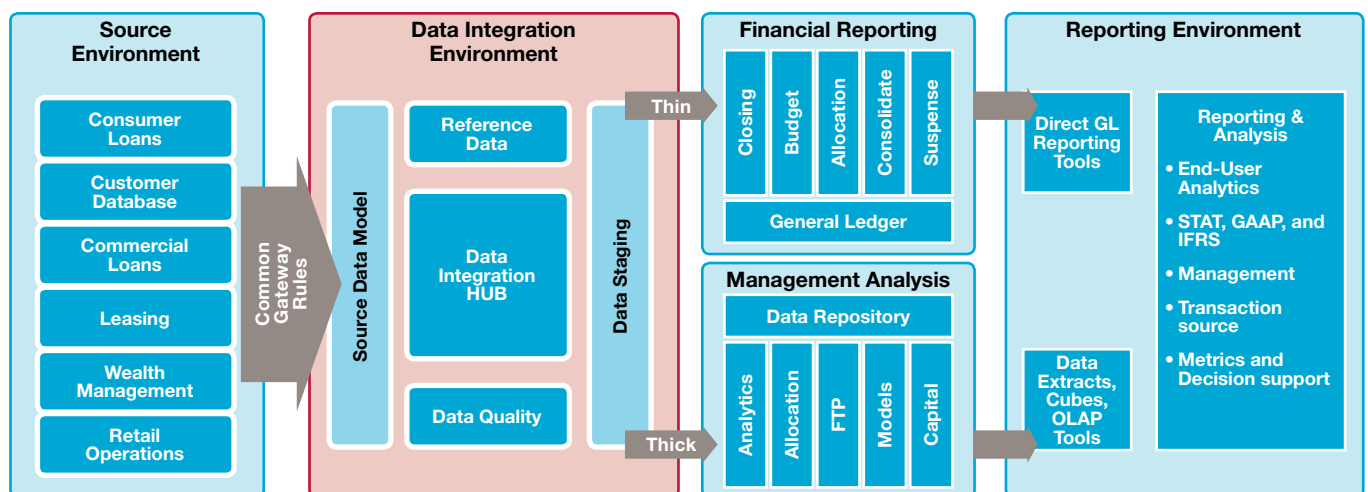 Source
Environment
Consumer
Loans
Customer
Database
Commercial
Loans
Leasing
Wealth
Management
Retail
Operations
Common
Gateway
Rules
Data Integration
Environment
Source Data Model
Reference
Data
Data
Integration
HUB
Data Quality
Data Staging
Thin
Thick
Financial Reporting
Closing
Budget
Allocation
Consolidate
Suspense
General Ledger
Management Analysis
Data Repository
Analytics
Allocation
FTP
Models
Capital
Reporting Environment
Direct GL
Reporting
Tools
Data
Extracts,
Cubes,
OLAP
Tools
Reporting &
Analysis
• End-User
Analytics
• STAT, GAAP, and
IFRS
• Management
• Transaction
source
• Metrics and
Decision support